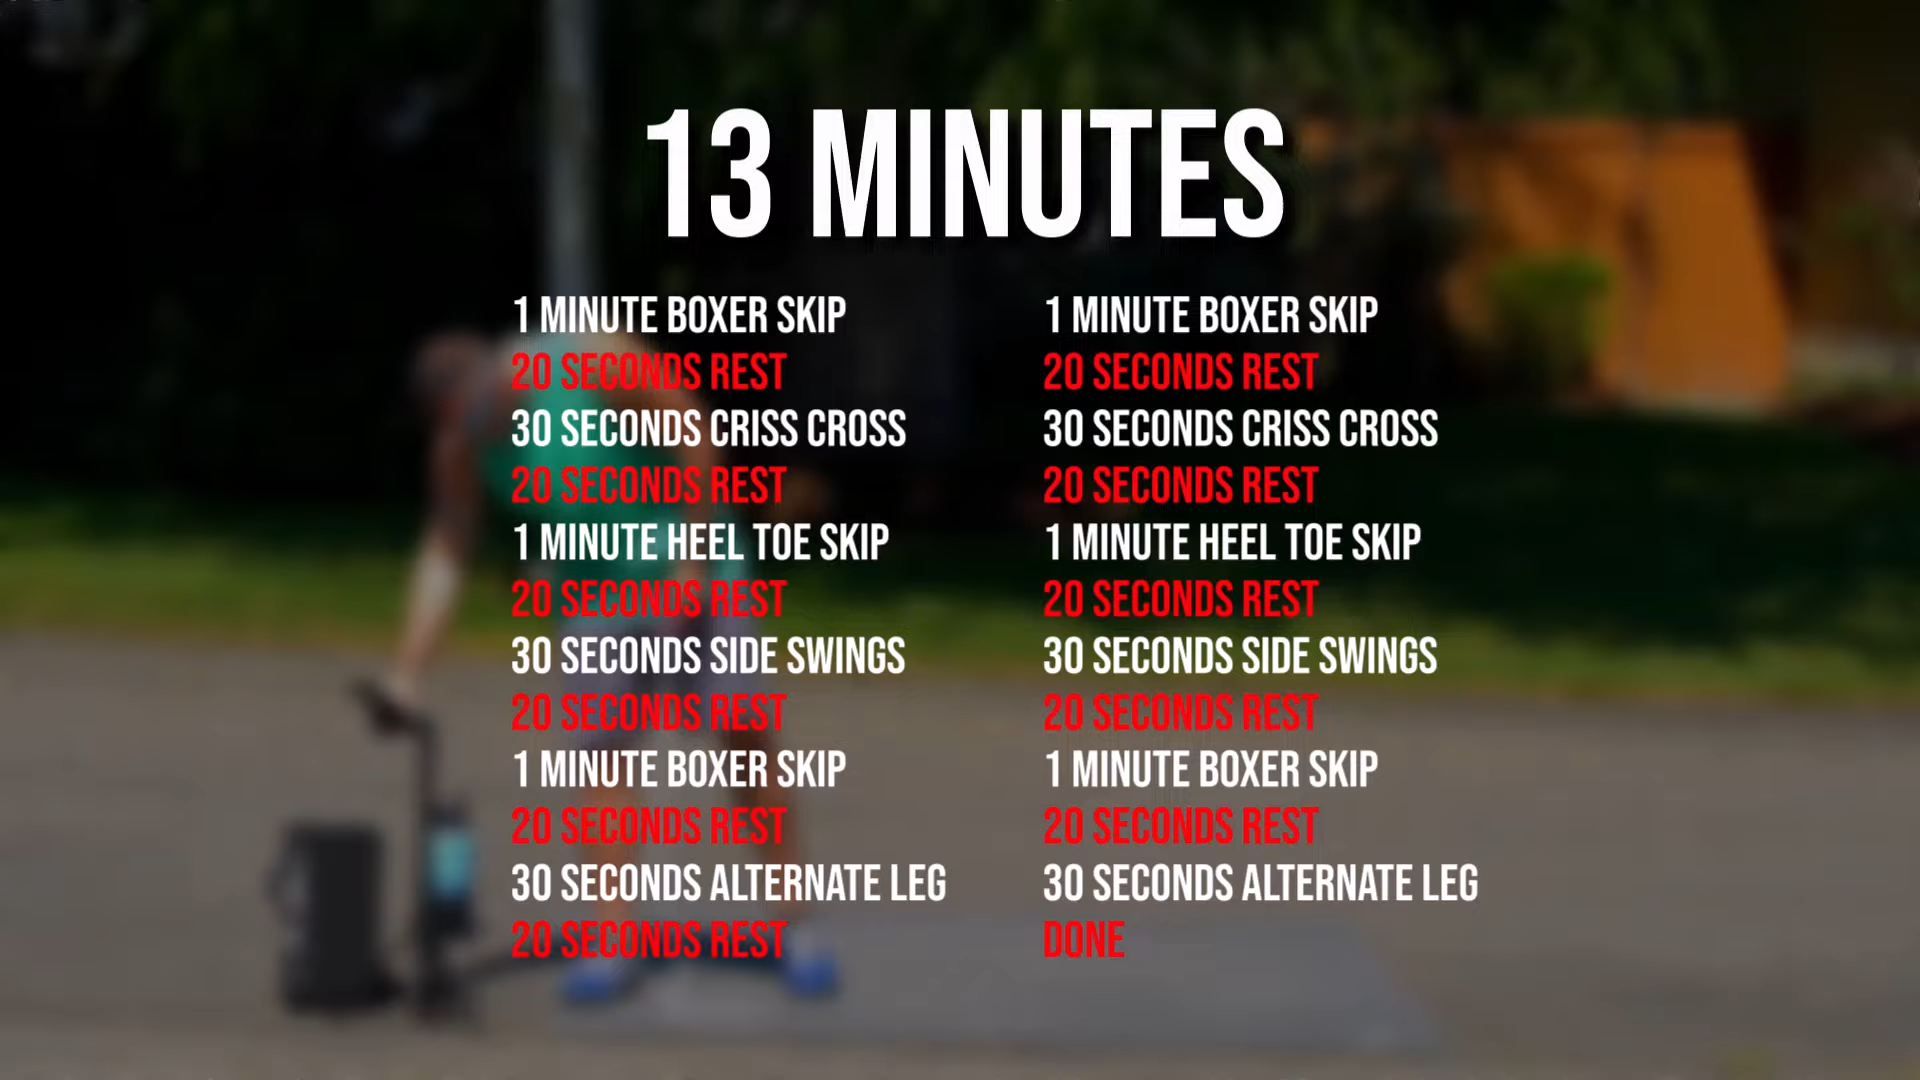 13 MINUTES
1 MINUTE BOXER SKIP
20 SECONDS REST
30 SECONDS CRISS CROSS
20 SECONDS REST
1 MINUTE HEEL TOE SKIP
20 SECONDS REST
30 SECONDS SIDE SWINGS
20 SECONDS REST
1 MINUTE BOXER SKIP
20 SECONDS REST
30 SECONDS ALTERNATE LEG
20 SECONDS REST
1 MINUTE BOXER SKIP
20 SECONDS REST
30 SECONDS CRISS CROSS
20 SECONDS REST
1 MINUTE HEEL TOE SKIP
20 SECONDS REST
30 SECONDS SIDE SWINGS
20 SECONDS REST
1 MINUTE BOXER SKIP
20 SECONDS REST
30 SECONDS ALTERNATE LEG
DONE